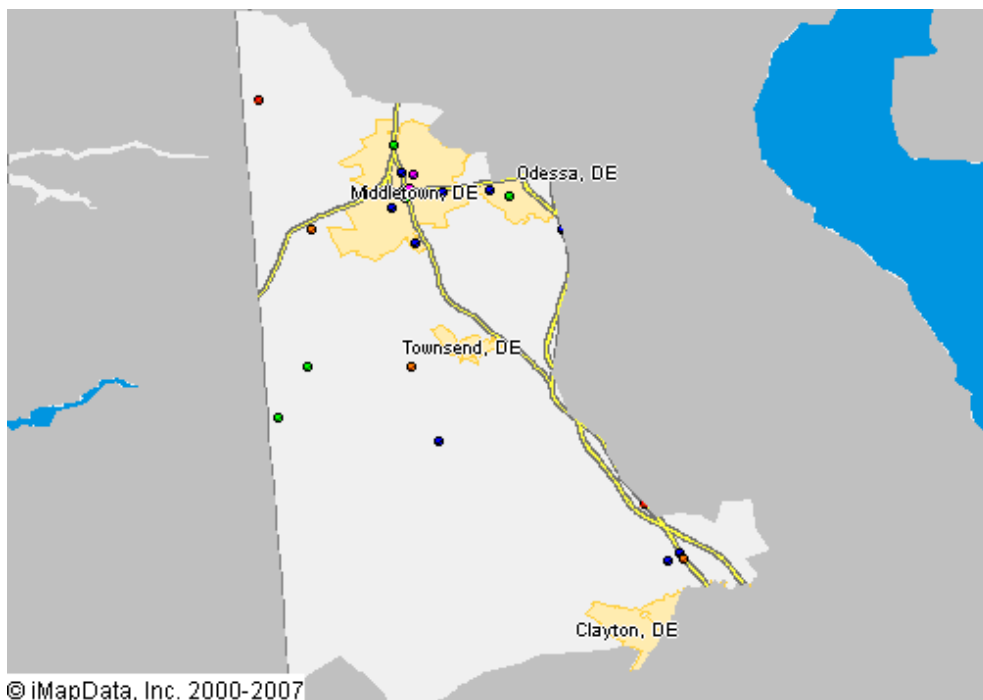 Odessa, DE
Middletown, DE
Townsend, DE
Clayton, DE
© iMapData, Inc. 2000-2007